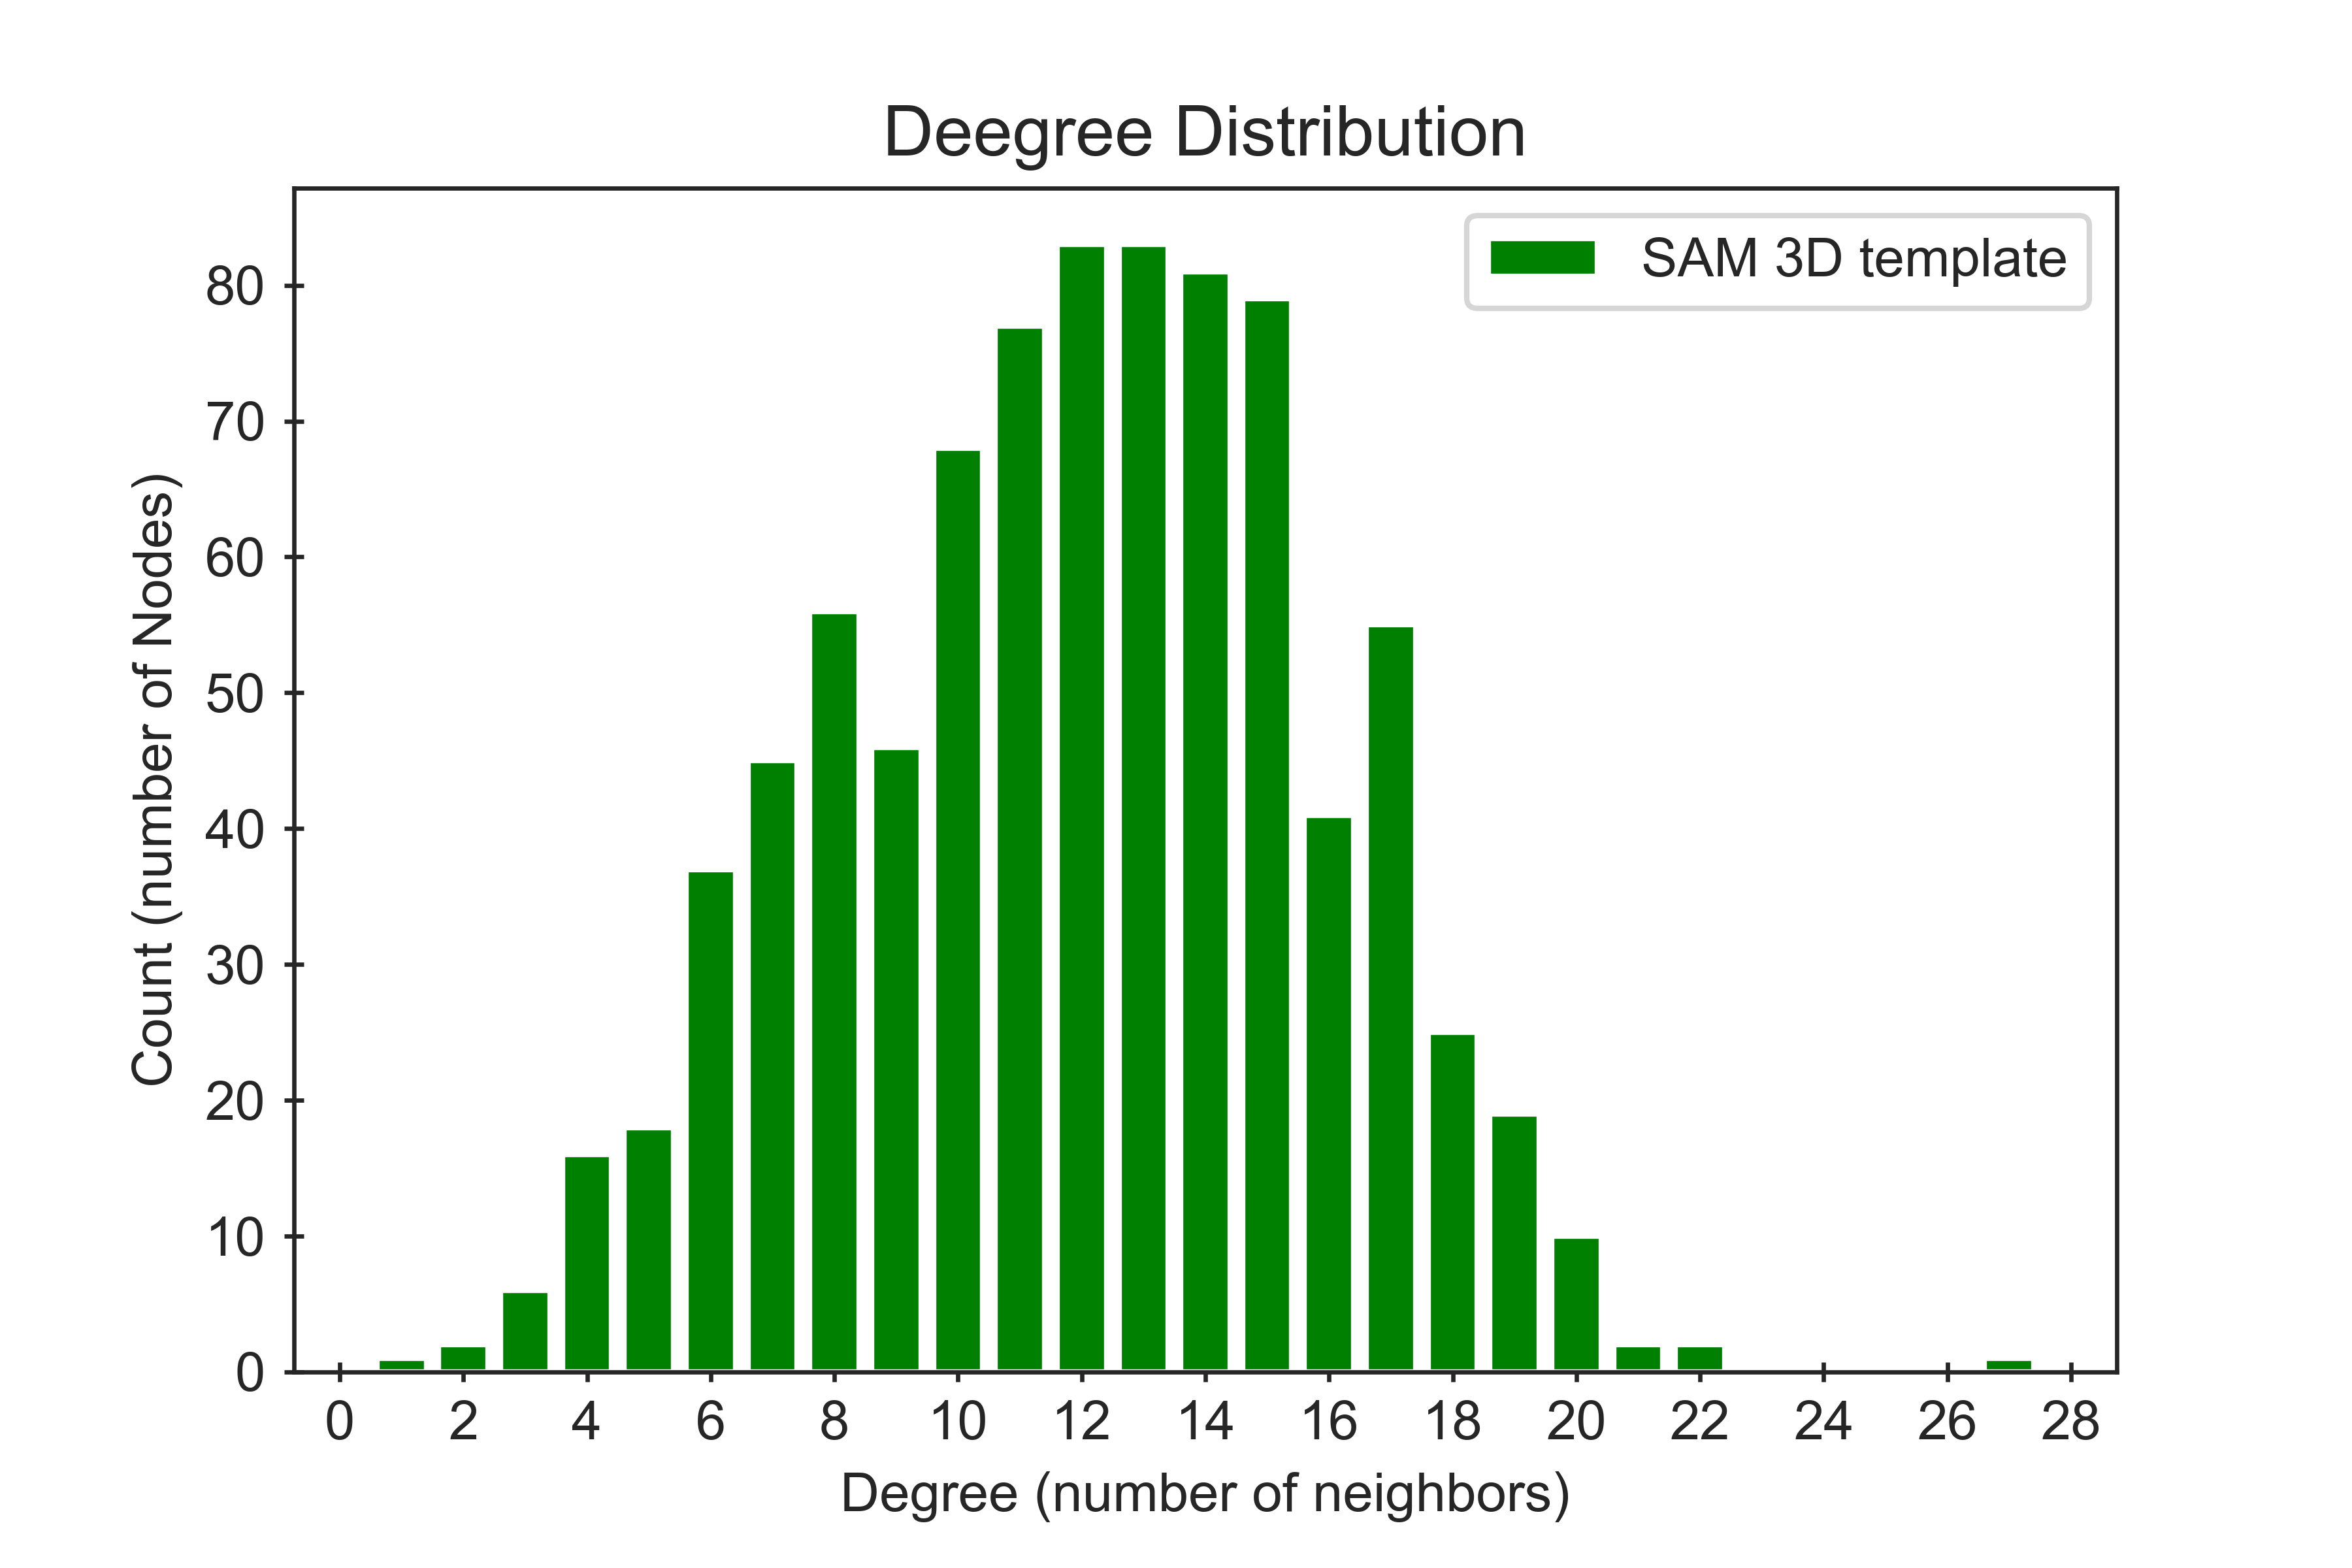 Deegree Distribution
SAM 3D template
80
70
60
50
40
30
20
10
0
Count (number of Nodes)
0 2 4 6 8 10 12 14 16 18 20 22 24 26 28
Degree (number of neighbors)